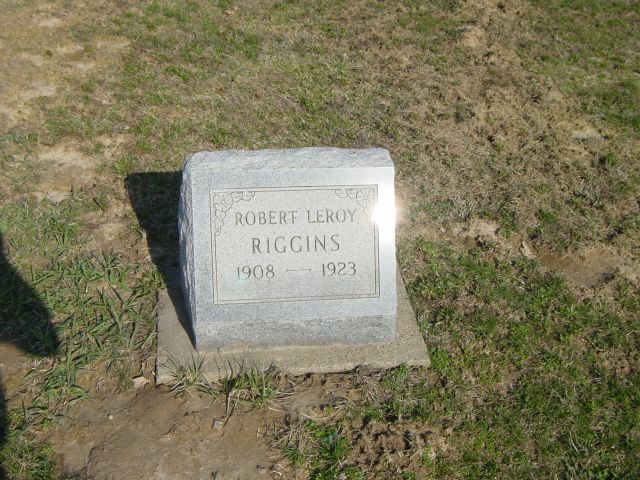 ROBERT LEROY
RIGGINS
1908 — 1923